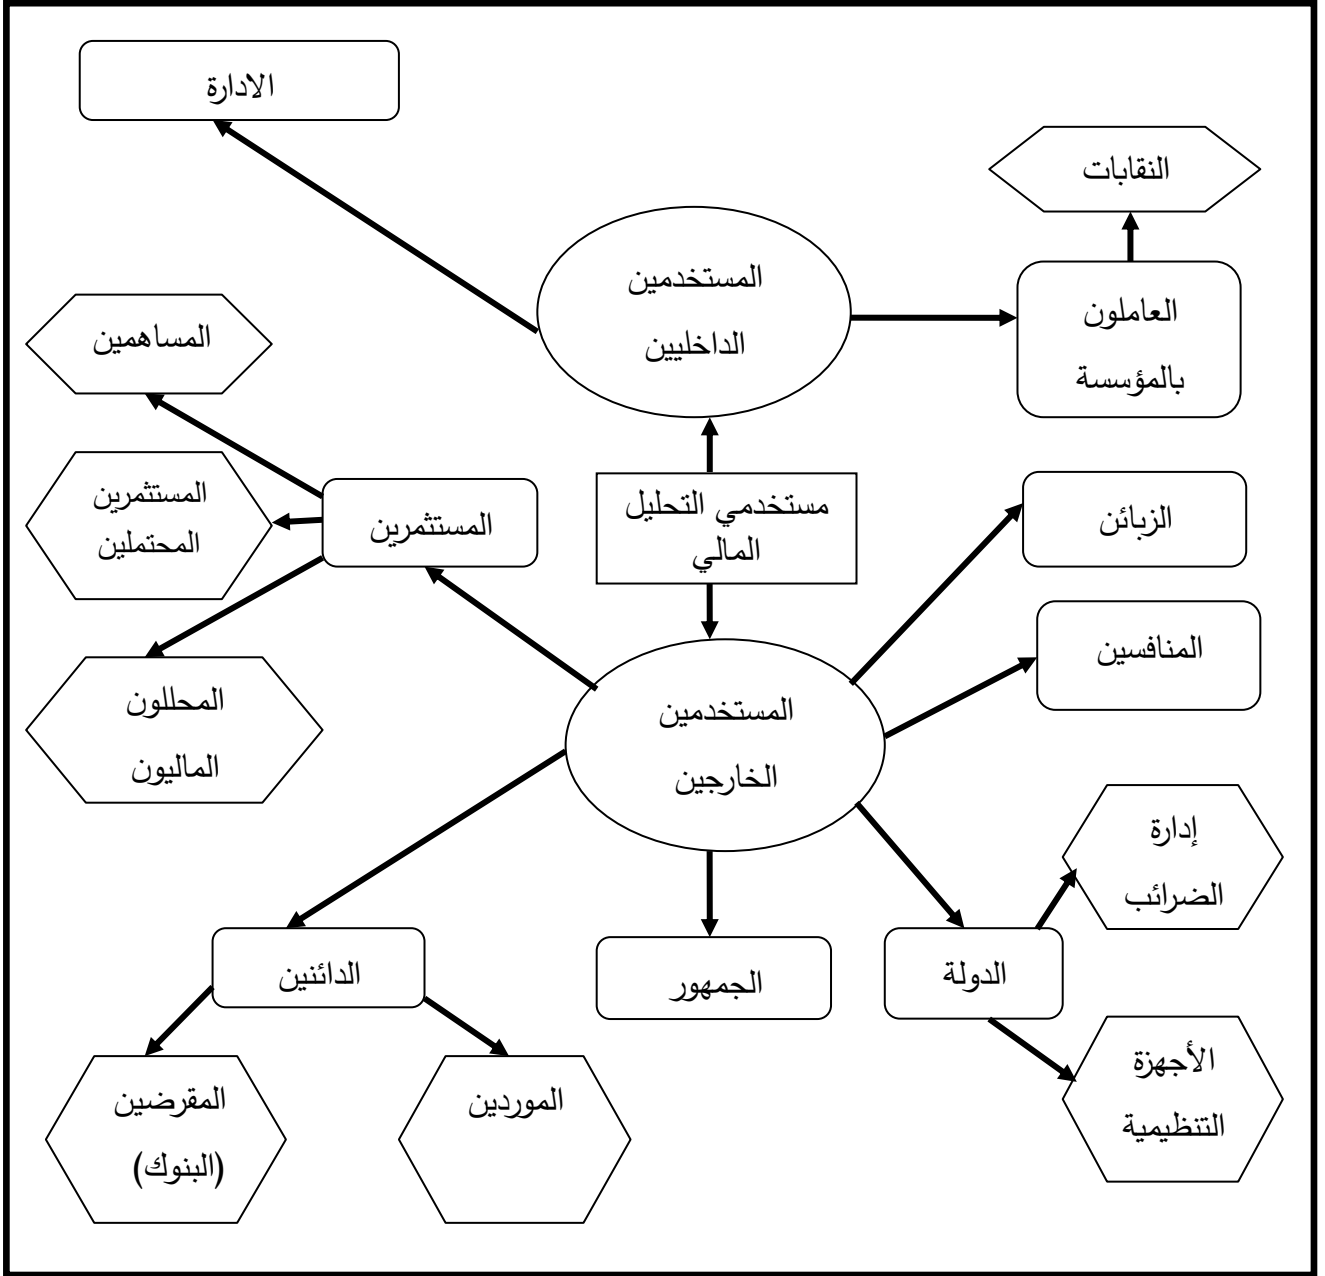 الادارة
النقابات
المستخدمين
الداخليين
العاملون
بالمؤسسة
المساهمين
المستثمرين
المحتملين
المستثمرين
مستخدمي التحليل
المالي
الزبائن
المنافسين
المحللون
الماليون
المستخدمين
الخارجين
إدارة
الضرائب
الدائنين
الجمهور
الدولة
الأجهزة
التنظيمية
الموردين
المقرضين
(البنوك)